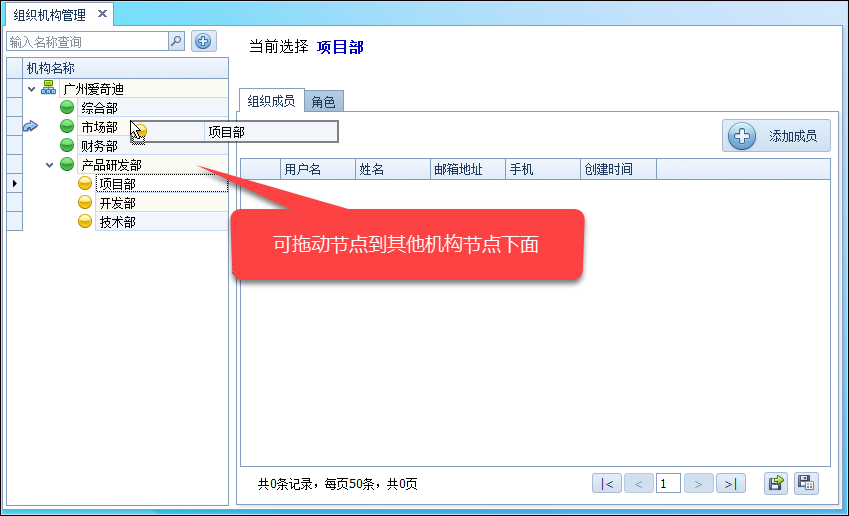 组织机构管理
输入名称查询
当前选择 项目部
机构名称
广州爱奇迪
综合部
市场部
项目部
财务部
产品研发部
项目部
开发部
技术部
组织成员 角色
添加成员
用户名 姓名 邮箱地址 手机 创建时间
可拖动节点到其他机构节点下面
共0条记录，每页50条，共0页
|< < 1 > >|